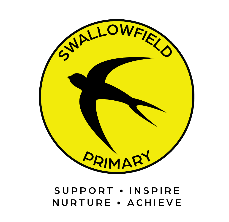 SWALLOWFIELD
PRIMARY
SUPPORT • INSPIRE
NURTURE • ACHIEVE